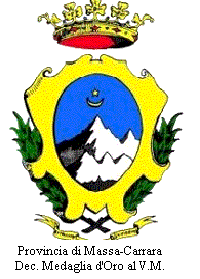 Provincia di Massa-Carrara
Dec. Medaglia d'Oro al V.M.